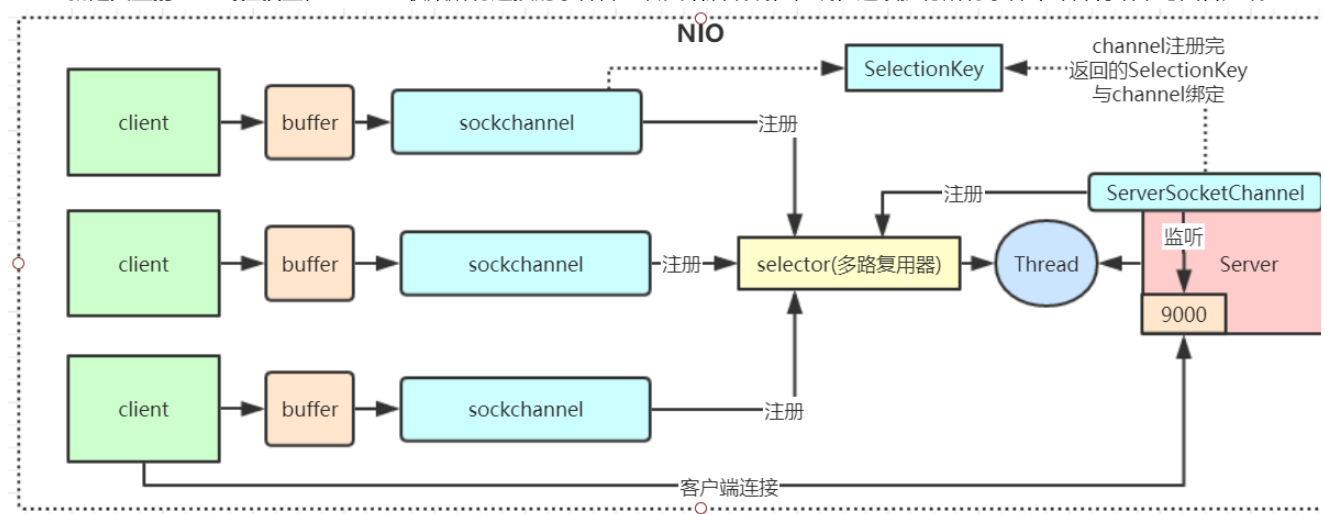 NIO
channel注册完
返回的SelectionKey
与channel绑定
SelectionKey
client
buffer
sockchannel
注册
注册
ServerSocketChannel
监听
client
buffer
sockchannel
注册
selector(多路复用器)
Thread
Server
9000
client
buffer
sockchannel
注册
客户端连接